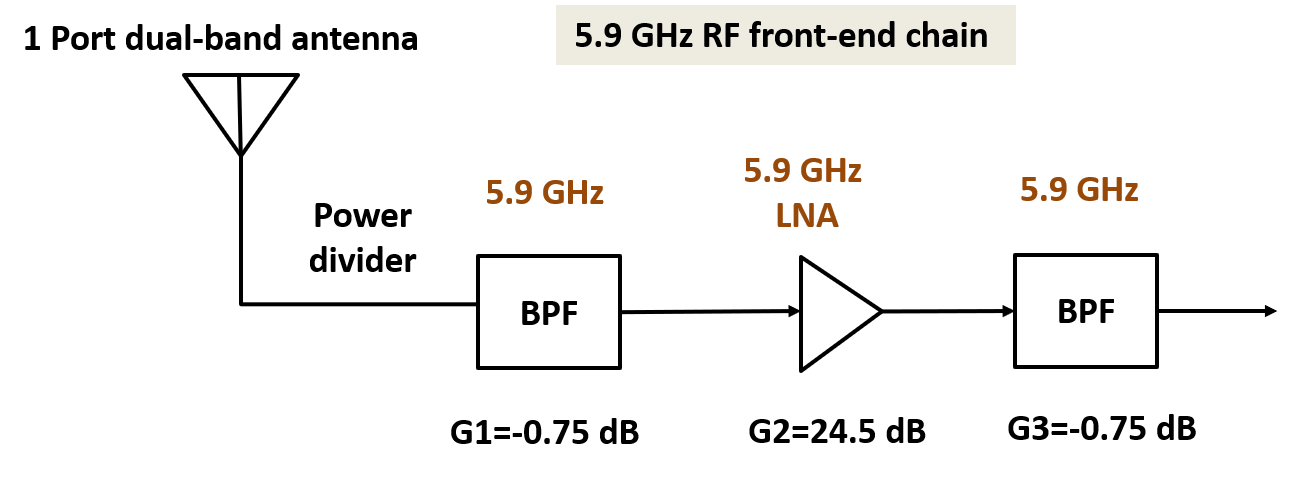 1 Port dual-band antenna
5.9 GHz RF front-end chain
Power
divider
5.9 GHz
5.9 GHz
LNA
5.9 GHz
BPF
BPF
G1=-0.75 dB
G2=24.5 dB
G3=-0.75 dB